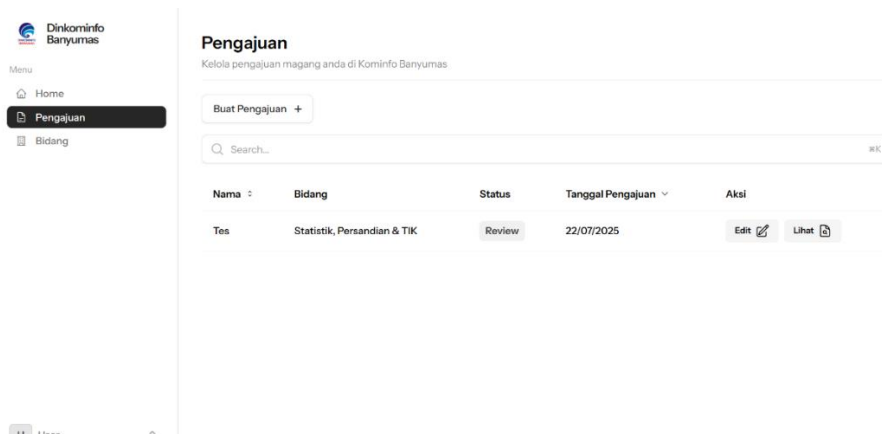 Dinkominfo
Banyumas
Menu
Home
Pengajuan
Bidang
Pengajuan
Kelola pengajuan magang anda di Kominfo Banyumas
Buat Pengajuan +
Search...
⌘K
Nama Bidang Status Tanggal Pengajuan Aksi
Tes Statistik, Persandian & TIK Review 22/07/2025 Edit Lihat